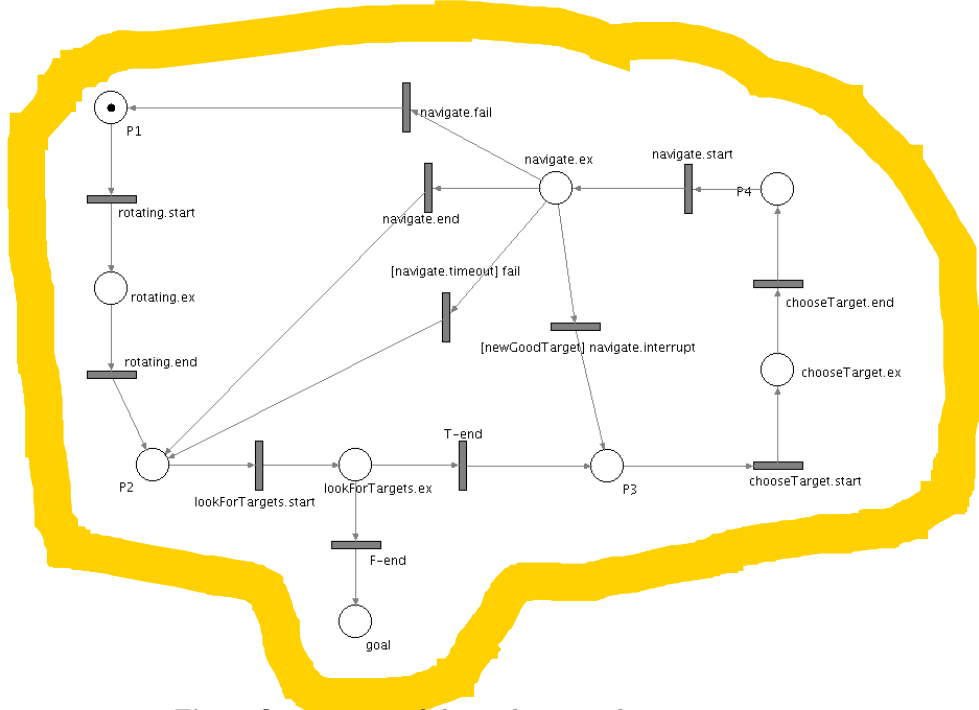 navigate.fail
P1
navigate.ex
navigate.start
P4
rotating.start
navigate.end
[navigate.timeout] fail
rotating.ex
chooseTarget.end
[newGoodTarget] navigate.interrupt
rotating.end
chooseTarget.ex
T-end
P2
lookForTargets.start
lookForTargets.ex
P3
chooseTarget.start
F-end
goal